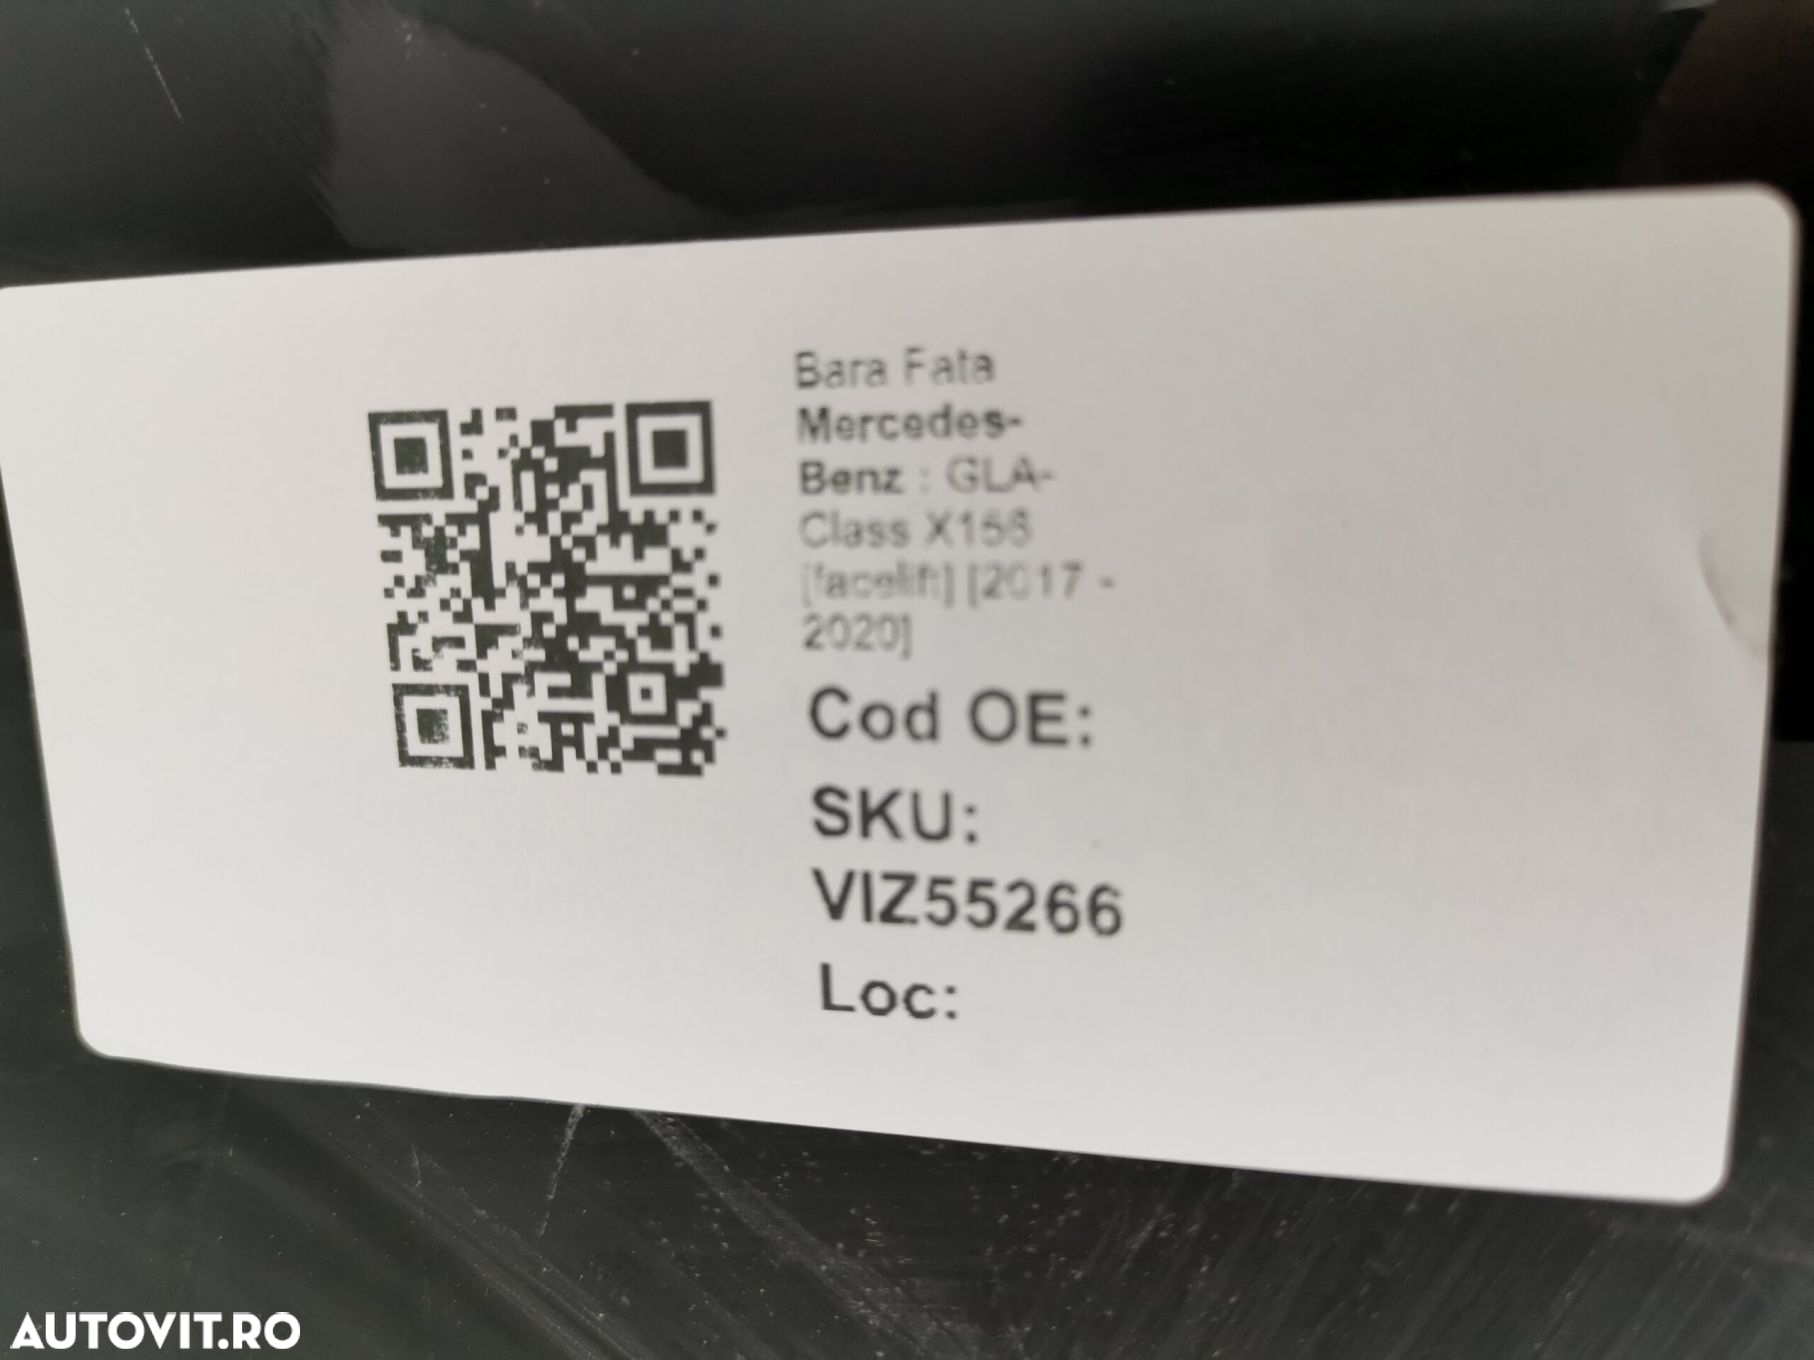 Bara Fata
Mercedes-
Benz : GLA-
Class X156
[facelift] [2017 -
2020]
Cod OE:
SKU:
VIZ55266
Loc:
AUTOVIT.RO